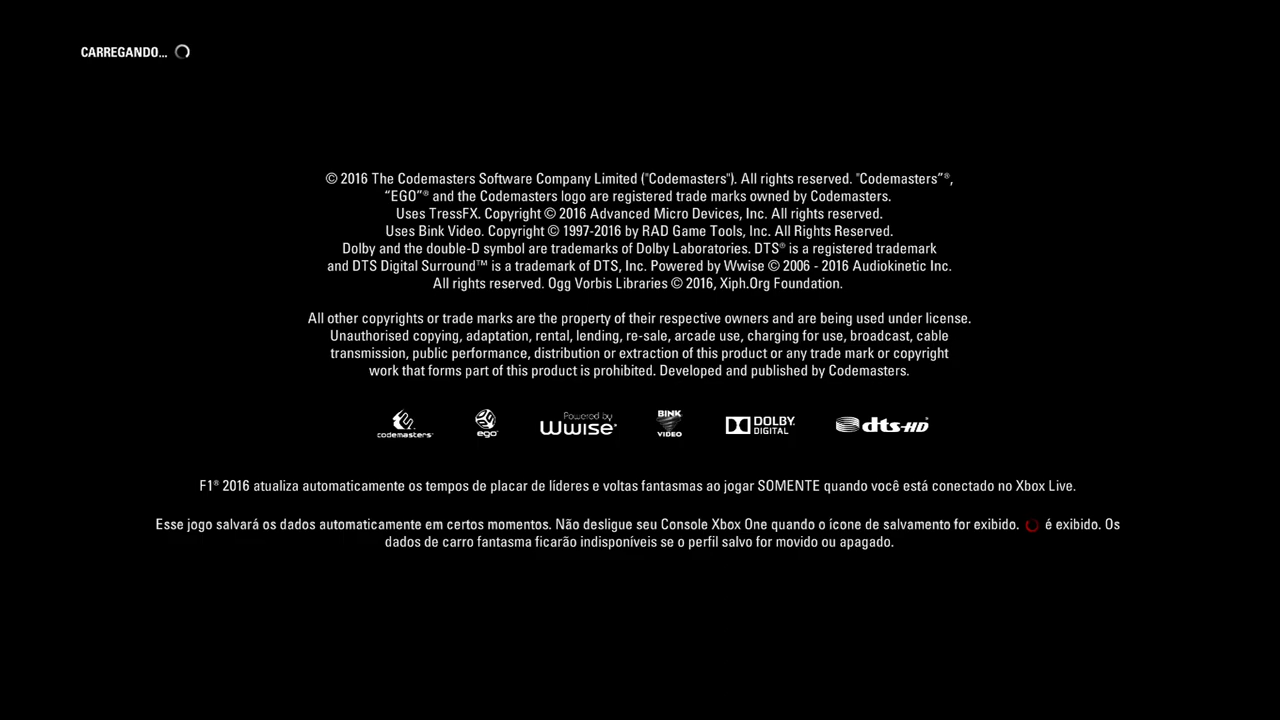 CARREGANDO...
© 2016 The Codemasters Software Company Limited ("Codemasters"). All rights reserved. "Codemasters”®,
“EGO”® and the Codemasters logo are registered trade marks owned by Codemasters.
Uses TressFX. Copyright © 2016 Advanced Micro Devices, Inc. All rights reserved.
Uses Bink Video. Copyright © 1997-2016 by RAD Game Tools, Inc. All Rights Reserved.
Dolby and the double-D symbol are trademarks of Dolby Laboratories. DTS® is a registered trademark
and DTS Digital Surround™ is a trademark of DTS, Inc. Powered by Wwise © 2006 - 2016 Audiokinetic Inc.
All rights reserved. Ogg Vorbis Libraries © 2016, Xiph.Org Foundation.
All other copyrights or trade marks are the property of their respective owners and are being used under license.
Unauthorised copying, adaptation, rental, lending, re-sale, arcade use, charging for use, broadcast, cable
transmission, public performance, distribution or extraction of this product or any trade mark or copyright
work that forms part of this product is prohibited. Developed and published by Codemasters.
codemasters®
ego®
Powered by
Wwise®
BINK
VIDEO
DOLBY®
DIGITAL
dts-HD®
F1® 2016 atualiza automaticamente os tempos de placar de líderes e voltas fantasmas ao jogar SOMENTE quando você está conectado no Xbox Live.
Esse jogo salvará os dados automaticamente em certos momentos. Não desligue seu Console Xbox One quando o ícone de salvamento for exibido. é exibido. Os
dados de carro fantasma ficarão indisponíveis se o perfil salvo for movido ou apagado.